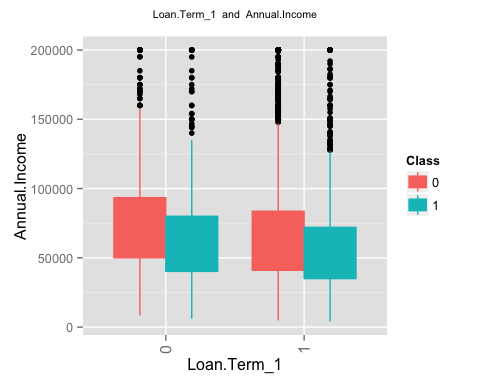 Loan.Term_1 and Annual.Income
200000
150000
100000
50000
0
Annual.Income
0
1
Loan.Term_1
Class
0
1